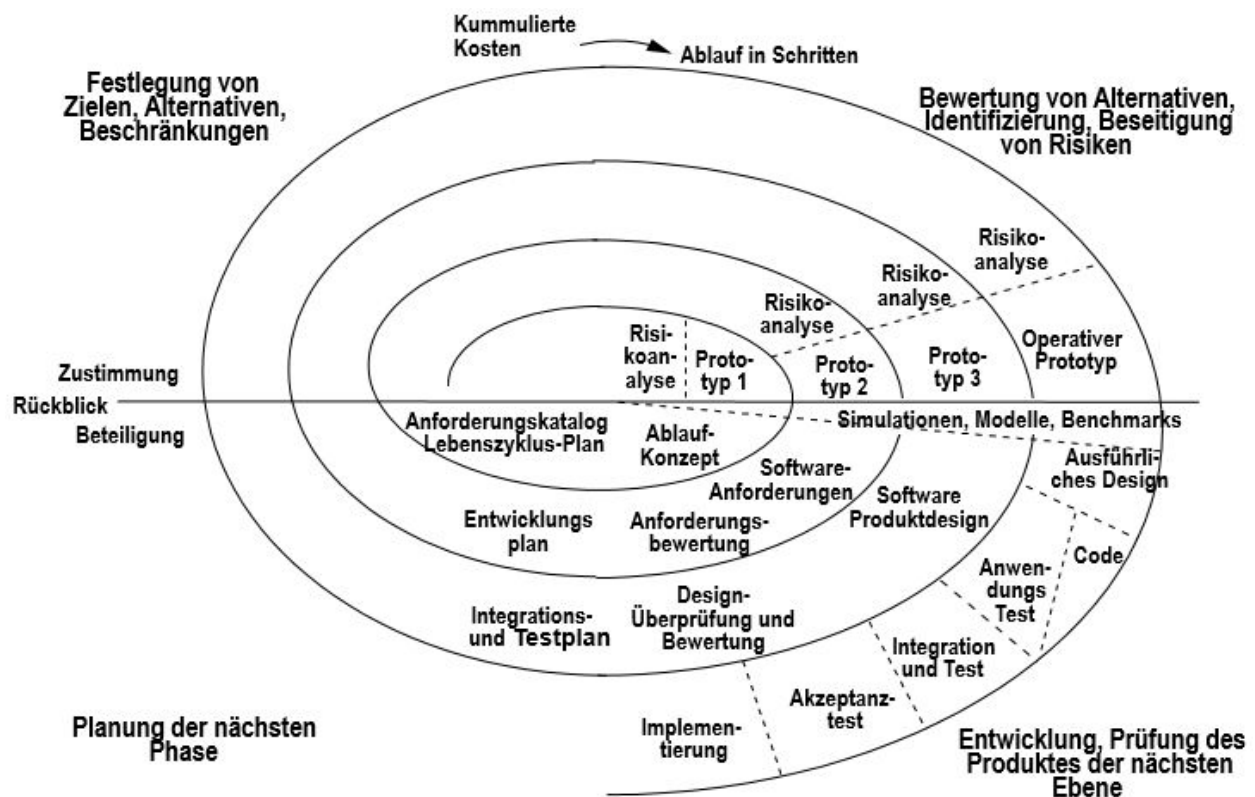 Kummulierte
Kosten
Ablauf in Schritten
Festlegung von
Zielen, Alternativen,
Beschränkungen
Bewertung von Alternativen,
Identifizierung, Beseitigung
von Risiken
Risiko-
analyse
Risiko-
analyse
Risiko-
analyse
Risi-
koan-
alyse
Proto-
typ 1
Proto-
typ 2
Proto-
typ 3
Operativer
Prototyp
Zustimmung
Rückblick
Beteiligung
Anforderungskatalog
Lebenszyklus-Plan
Ablauf-
Konzept
Simulationen, Modelle, Benchmarks
Software-
Anforderungen
Software
Produktdesign
Ausführli-
ches Design
Entwicklungs
plan
Anforderungs-
bewertung
Code
Anwen-
dungs
Test
Integrations-
und Testplan
Design-
Überprüfung und
Bewertung
Integration
und Test
Akzeptanz-
test
Implemen-
tierung
Planung der nächsten
Phase
Entwicklung, Prüfung des
Produktes der nächsten
Ebene